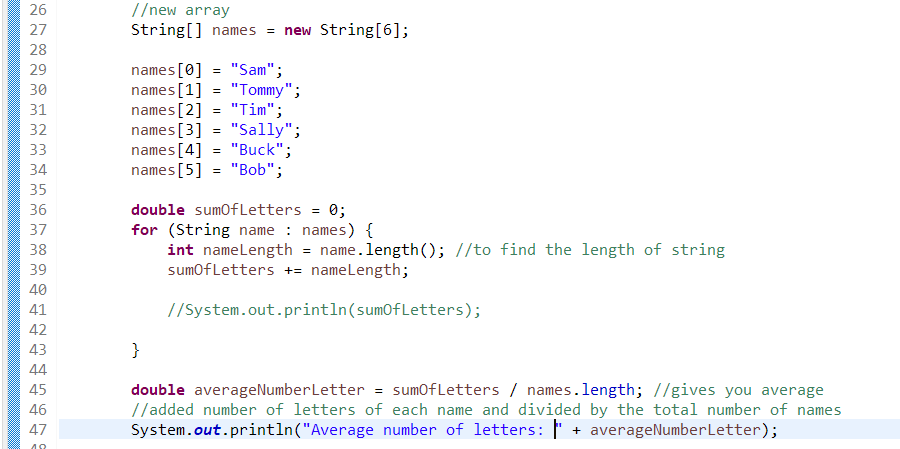 26 //new array
27 String[] names = new String[6];
28
29 names[0] = "Sam";
30 names[1] = "Tommy";
31 names[2] = "Tim";
32 names[3] = "Sally";
33 names[4] = "Buck";
34 names[5] = "Bob";
35
36 double sumOfLetters = 0;
37 for (String name : names) {
38 int nameLength = name.length(); //to find the length of string
39 sumOfLetters += nameLength;
40
41 //System.out.println(sumOfLetters);
42
43 }
44
45 double averageNumberLetter = sumOfLetters / names.length; //gives you average
46 //added number of letters of each name and divided by the total number of names
47 System.out.println("Average number of letters: " + averageNumberLetter);
48